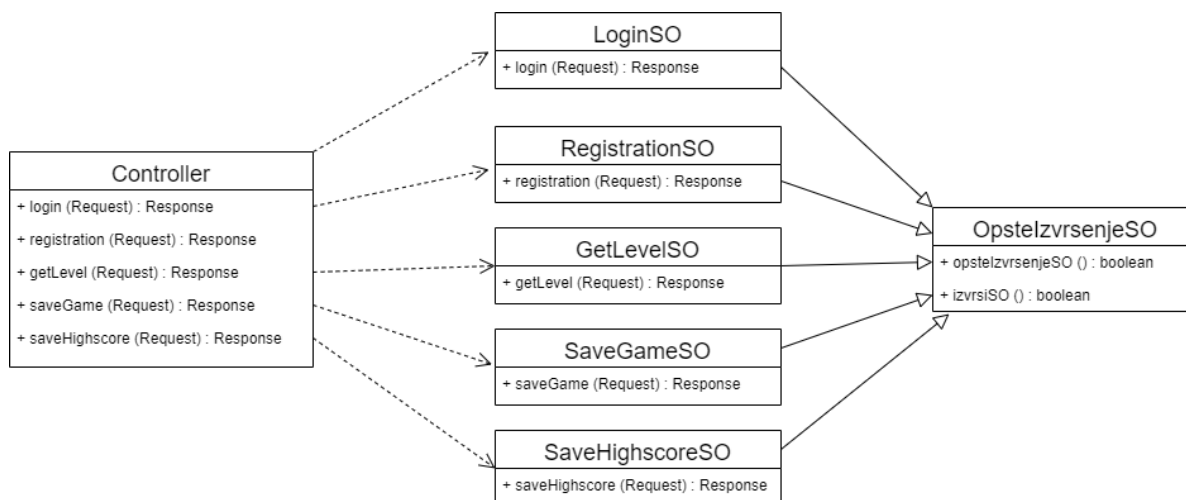 LoginSO
+ login (Request) : Response
RegistrationSO
+ registration (Request) : Response
Controller
+ login (Request) : Response
+ registration (Request) : Response
+ getLevel (Request) : Response
+ saveGame (Request) : Response
+ saveHighscore (Request) : Response
GetLevelSO
+ getLevel (Request) : Response
SaveGameSO
+ saveGame (Request) : Response
SaveHighscoreSO
+ saveHighscore (Request) : Response
OpsteIzvrsenjeSO
+ opsteIzvrsenjeSO () : boolean
+ izvrsiSO () : boolean